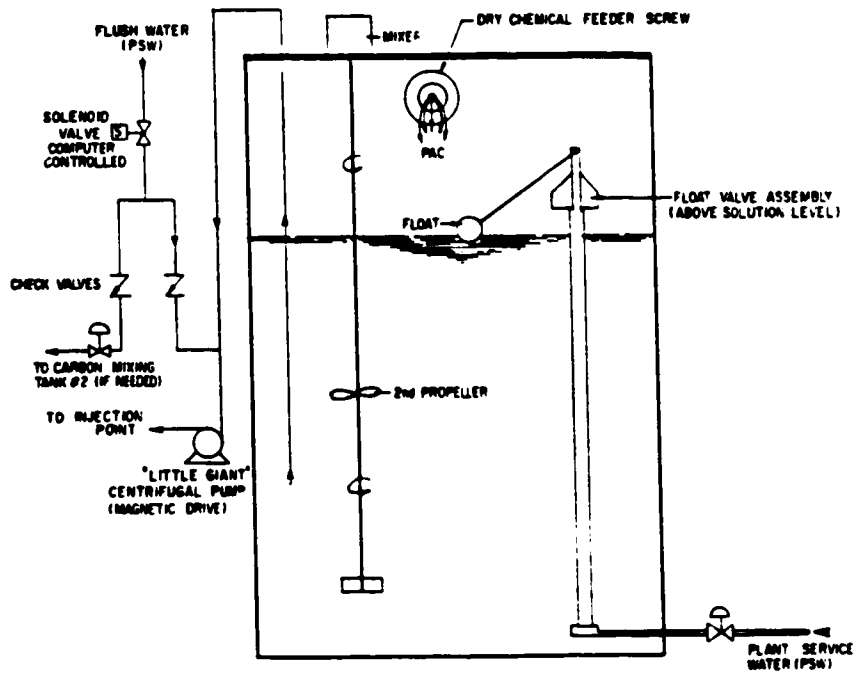 FLUSH WATER
(PSW)
MIXER
DRY CHEMICAL FEEDER SCREW
SOLENOID
VALVE
COMPUTER
CONTROLLED
S
PAC
FLOAT
FLOAT VALVE ASSEMBLY
(ABOVE SOLUTION LEVEL)
CHECK VALVES
TO CARBON MIXING
TANK #2 (IF NEEDED)
2nd PROPELLER
TO INJECTION
POINT
"LITTLE GIANT"
CENTRIFUGAL PUMP
(MAGNETIC DRIVE)
PLANT SERVICE
WATER (PSW)